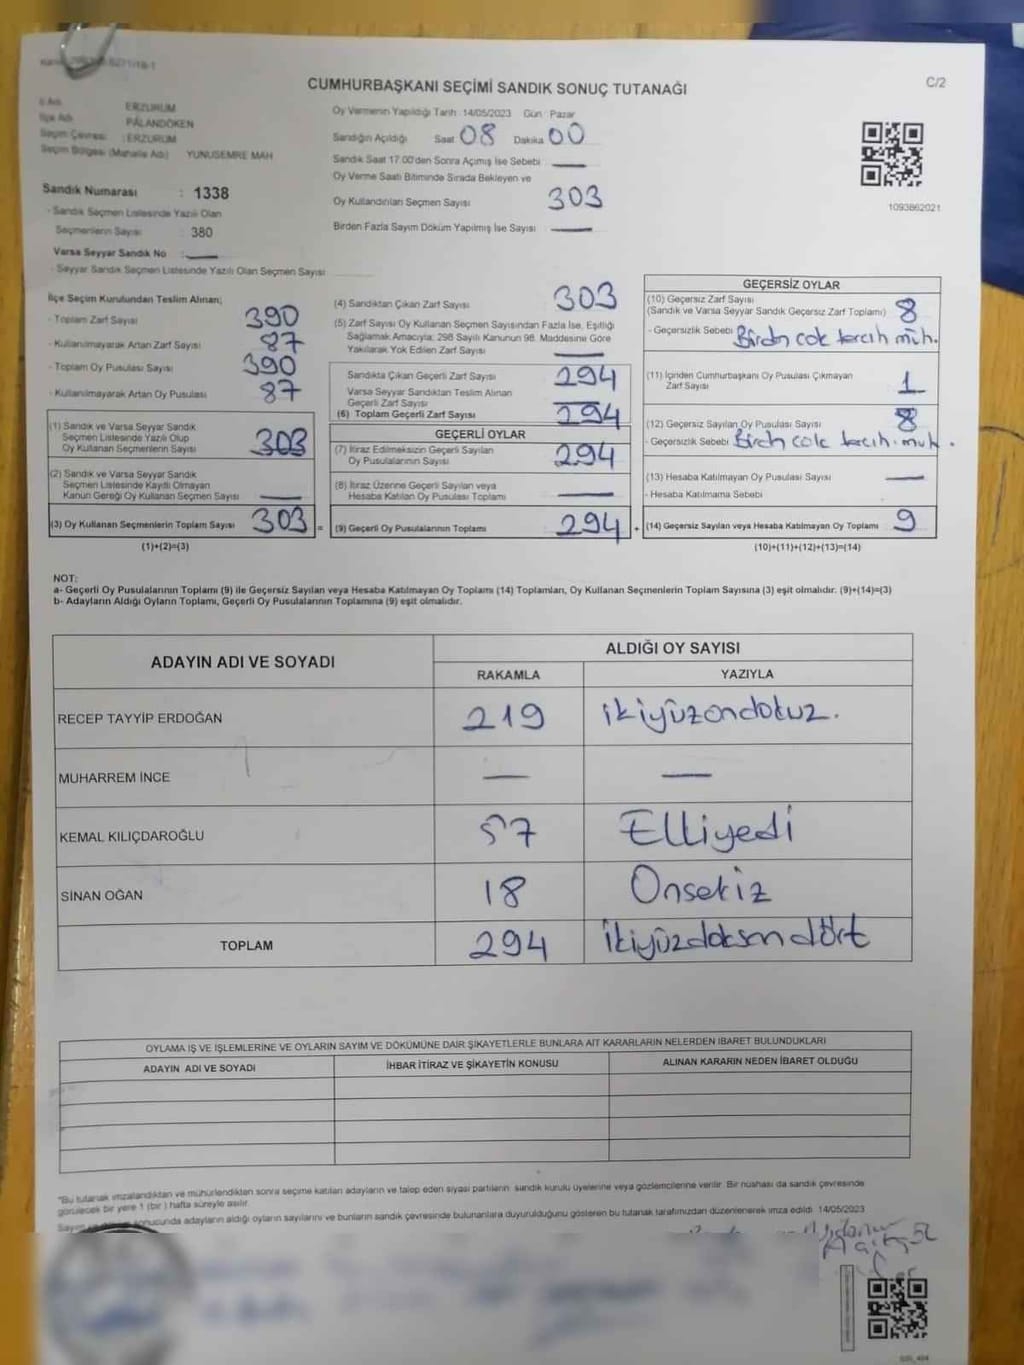 CUMHURBAŞKANI SEÇİMİ SANDIK SONUÇ TUTANAĞI
C/2
İl Adı ERZURUM
İlçe Adı PALANDÖKEN
Seçim Çevresi : ERZURUM
Seçim Bölgesi (Mahalle Adı) YUNUSEMRE MAH
Sandık Numarası : 1338
- Sandık Seçmen Listesinde Yazılı Olan
Seçmenlerin Sayısı : 380
Varsa Seyyar Sandık No :
- Seyyar Sandık Seçmen Listesinde Yazılı Olan Seçmen Sayısı
Oy Vermenin Yapıldığı Tarih :14/05/2023 Gün : Pazar
Sandığın Açıldığı Saat 08 Dakika 00
Sandık Saat 17.00'den Sonra Açımış İse Sebebi :
Oy Verme Saati Bitiminde Sırada Bekleyen ve
Oy Kullandırılan Seçmen Sayısı 303
Birden Fazla Sayım Döküm Yapılmış İse Sayısı :
1093862021
İlçe Seçim Kurulundan Teslim Alınan;
- Toplam Zarf Sayısı 390
- Kullanılmayarak Artan Zarf Sayısı 87
- Toplam Oy Pusulası Sayısı 390
- Kullanılmayarak Artan Oy Pusulası 87
(1) Sandık ve Varsa Seyyar Sandık
Seçmen Listesinde Yazılı Olup
Oy Kullanan Seçmenlerin Sayısı 303
(2) Sandık ve Varsa Seyyar Sandık
Seçmen Listesinde Kaydı Olmayan
Kanun Gereği Oy Kullanan Seçmen Sayısı
(3) Oy Kullanan Seçmenlerin Toplam Sayısı 303 =
(1)+(2)=(3)
(4) Sandıktan Çıkan Zarf Sayısı 303
(5) Zarf Sayısı Oy Kullanan Seçmen Sayısından Fazla İse, Eşitliği
Sağlamak Amacıyla; 298 Sayılı Kanunun 98. Maddesine Göre
Yakılarak Yok Edilen Zarf Sayısı
Sandıkta Çıkan Geçerli Zarf Sayısı 294
Varsa Seyyar Sandıktan Teslim Alınan
Geçerli Zarf Sayısı
(6) Toplam Geçerli Zarf Sayısı 294
GEÇERLİ OYLAR
(7) İtiraz Edilmeksizin Geçerli Sayılan
Oy Pusulalarının Sayısı 294
(8) İtiraz Üzerine Geçerli Sayılan veya
Hesaba Katılan Oy Pusulası Toplamı
(9) Geçerli Oy Pusulalarının Toplamı 294 +
GEÇERSİZ OYLAR
(10) Geçersiz Zarf Sayısı
(Sandık ve Varsa Seyyar Sandık Geçersiz Zarf Toplamı) 8
- Geçersizlik Sebebi Birden çok tercih müh.
(11) İçinden Cumhurbaşkanı Oy Pusulası Çıkmayan
Zarf Sayısı 1
(12) Geçersiz Sayılan Oy Pusulası Sayısı 8
- Geçersizlik Sebebi Birden çok tercih müh.
(13) Hesaba Katılmayan Oy Pusulası Sayısı
- Hesaba Katılmama Sebebi
(14) Geçersiz Sayılan veya Hesaba Katılmayan Oy Toplamı 9
(10)+(11)+(12)+(13)=(14)
NOT:
a- Geçerli Oy Pusulalarının Toplamı (9) ile Geçersiz Sayılan veya Hesaba Katılmayan Oy Toplamı (14) Toplamları, Oy Kullanan Seçmenlerin Toplam Sayısına (3) eşit olmalıdır. (9)+(14)=(3)
b- Adayların Aldığı Oyların Toplamı, Geçerli Oy Pusulalarının Toplamına (9) eşit olmalıdır.
ADAYIN ADI VE SOYADI
ALDIĞI OY SAYISI
RAKAMLA YAZIYLA
RECEP TAYYİP ERDOĞAN 219 ikiyüzondokuz.
MUHARREM İNCE —  —
KEMAL KILIÇDAROĞLU 57 Elliyedi
SİNAN OĞAN 18 Onsekiz
TOPLAM 294 ikiyüzdoksandört
OYLAMA İŞ VE İŞLEMLERİNE VE OYLARIN SAYIM VE DÖKÜMÜNE DAİR ŞİKAYETLERLE BUNLARA AİT KARARLARIN NELERDEN İBARET BULUNDUKLARI
ADAYIN ADI VE SOYADI İHBAR İTİRAZ VE ŞİKAYETİN KONUSU ALINAN KARARIN NEDEN İBARET OLDUĞU
"Bu tutanak imzalandıktan ve mühürlendikten sonra seçime katılan adayların ve talep eden siyasi partilerin sandık kurulu üyelerine veya gözlemcilerine verilir. Bir nüshası da sandık çevresinde
görülecek bir yere 1 (bir ) hafta süreyle asılır.
sonucunda adayların aldığı oyların sayılarını ve bunların sandık çevresinde bulunanlara duyurulduğunu gösteren bu tutanak tarafımızdan düzenlenerek imza edildi. 14/05/2023